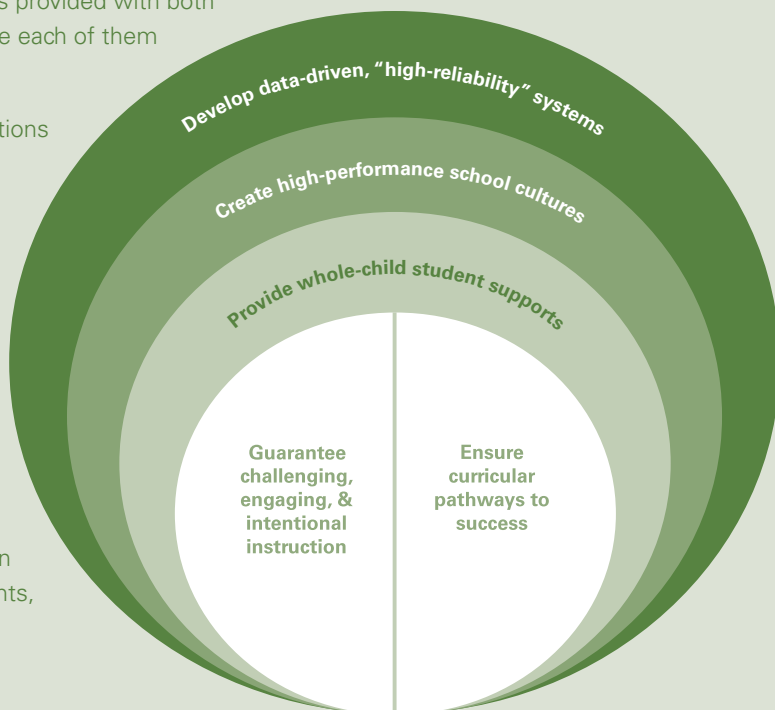 s provided with both
e each of them
tions
Develop data-driven, “high-reliability” systems
Create high-performance school cultures
Provide whole-child student supports
Guarantee
challenging,
engaging, &
intentional
instruction
Ensure
curricular
pathways to
success
n
nts,